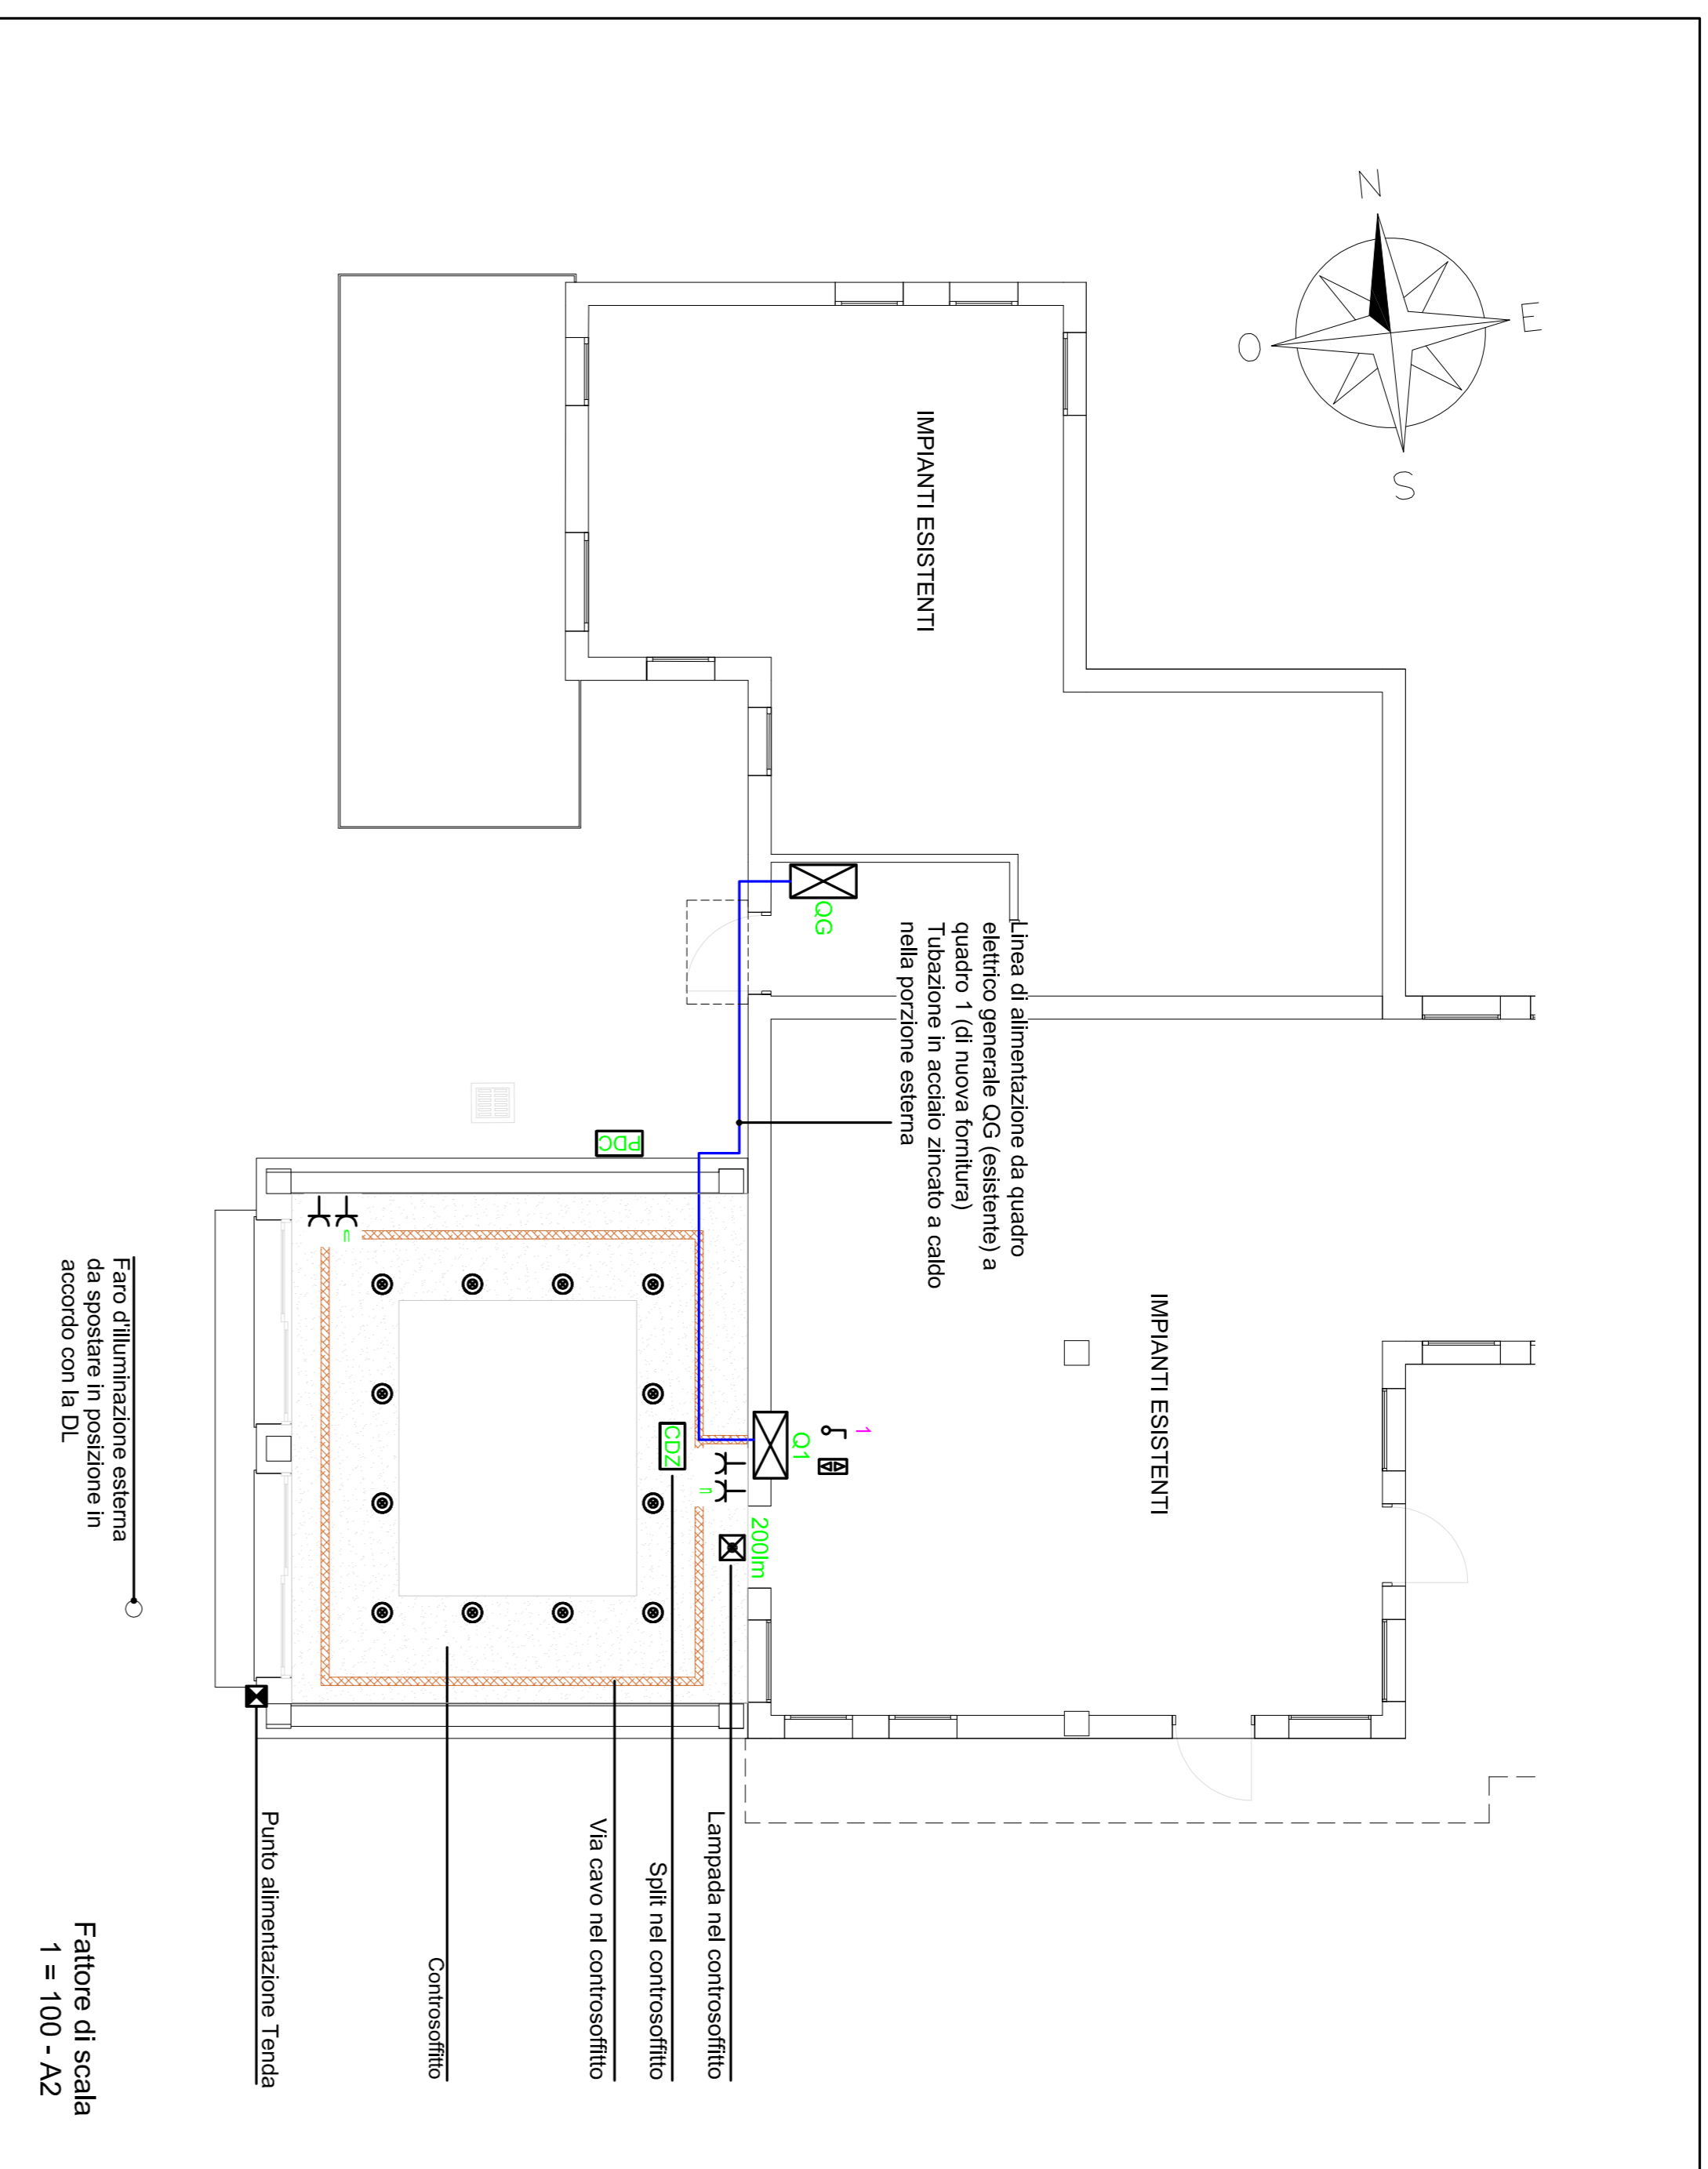 N
E
S
O
IMPIANTI ESISTENTI
Linea di alimentazione da quadro
elettrico generale QG (esistente) a
quadro 1 (di nuova fornitura)
Tubazione in acciaio zincato a caldo
nella porzione esterna
QG
IMPIANTI ESISTENTI
1
Q1
200lm
PDC
CDZ
n
n
Lampada nel controsoffitto
Split nel controsoffitto
Via cavo nel controsoffitto
Controsoffitto
Punto alimentazione Tenda
Faro d'illuminazione esterna
da spostare in posizione in
accordo con la DL
Fattore di scala
1 = 100 - A2